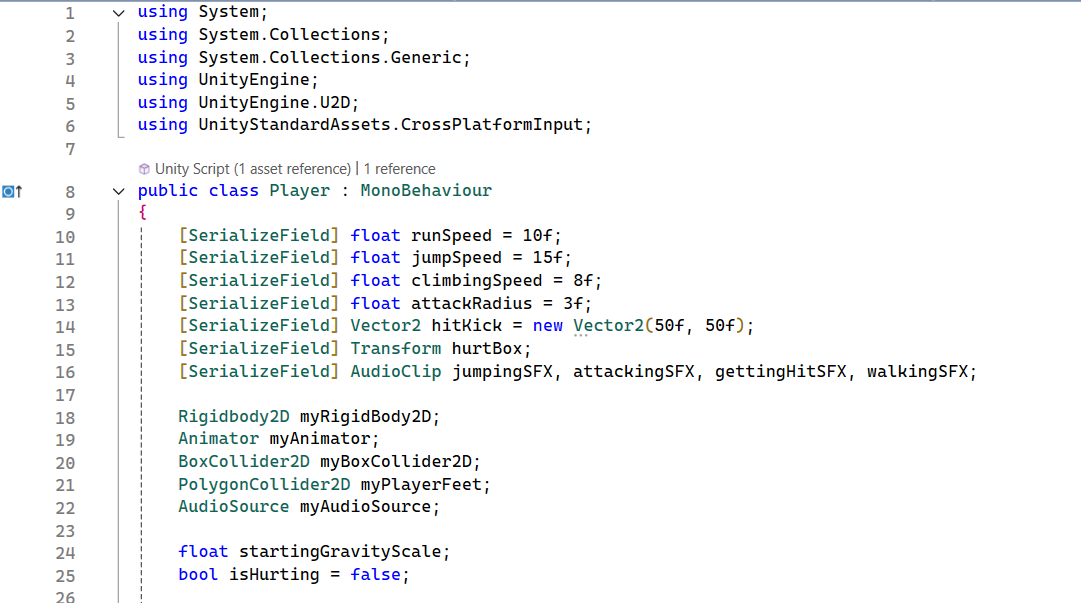 1 using System;
2 using System.Collections;
3 using System.Collections.Generic;
4 using UnityEngine;
5 using UnityEngine.U2D;
6 using UnityStandardAssets.CrossPlatformInput;
7
Unity Script (1 asset reference) | 1 reference
8 public class Player : MonoBehaviour
9 {
10 [SerializeField] float runSpeed = 10f;
11 [SerializeField] float jumpSpeed = 15f;
12 [SerializeField] float climbingSpeed = 8f;
13 [SerializeField] float attackRadius = 3f;
14 [SerializeField] Vector2 hitKick = new Vector2(50f, 50f);
15 [SerializeField] Transform hurtBox;
16 [SerializeField] AudioClip jumpingSFX, attackingSFX, gettingHitSFX, walkingSFX;
17
18 Rigidbody2D myRigidBody2D;
19 Animator myAnimator;
20 BoxCollider2D myBoxCollider2D;
21 PolygonCollider2D myPlayerFeet;
22 AudioSource myAudioSource;
23
24 float startingGravityScale;
25 bool isHurting = false;
26